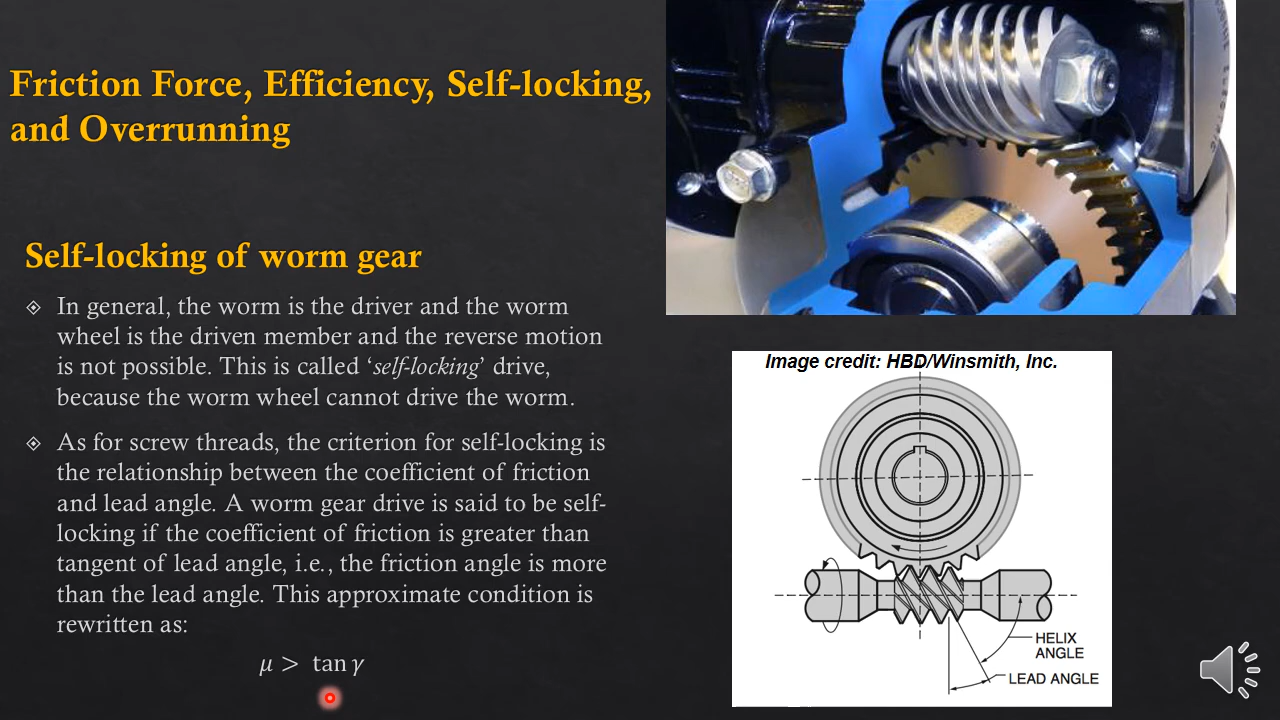 Friction Force, Efficiency, Self-locking,
and Overrunning
Self-locking of worm gear
In general, the worm is the driver and the worm
wheel is the driven member and the reverse motion
is not possible. This is called ‘self-locking’ drive,
because the worm wheel cannot drive the worm.
As for screw threads, the criterion for self-locking is
the relationship between the coefficient of friction
and lead angle. A worm gear drive is said to be self-
locking if the coefficient of friction is greater than
tangent of lead angle, i.e., the friction angle is more
than the lead angle. This approximate condition is
rewritten as:
μ > tan γ
Image credit: HBD/Winsmith, Inc.
HELIX
ANGLE
LEAD ANGLE